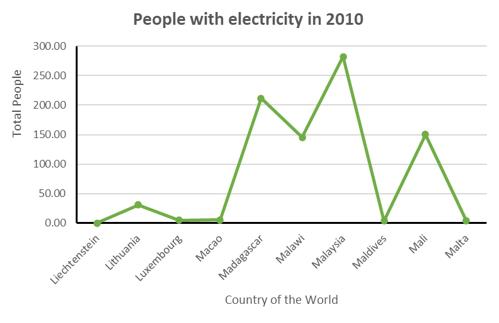 People with electricity in 2010
Total People
300.00
250.00
200.00
150.00
100.00
50.00
0.00
Liechtenstein
Lithuania
Luxembourg
Macao
Madagascar
Malawi
Malaysia
Maldives
Mali
Malta
Country of the World